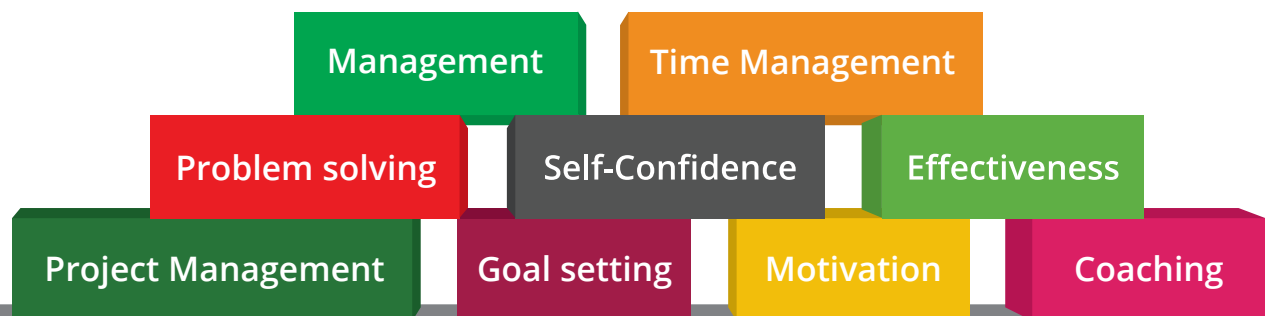 Management
Time Management
Problem solving
Self-Confidence
Effectiveness
Project Management
Goal setting
Motivation
Coaching